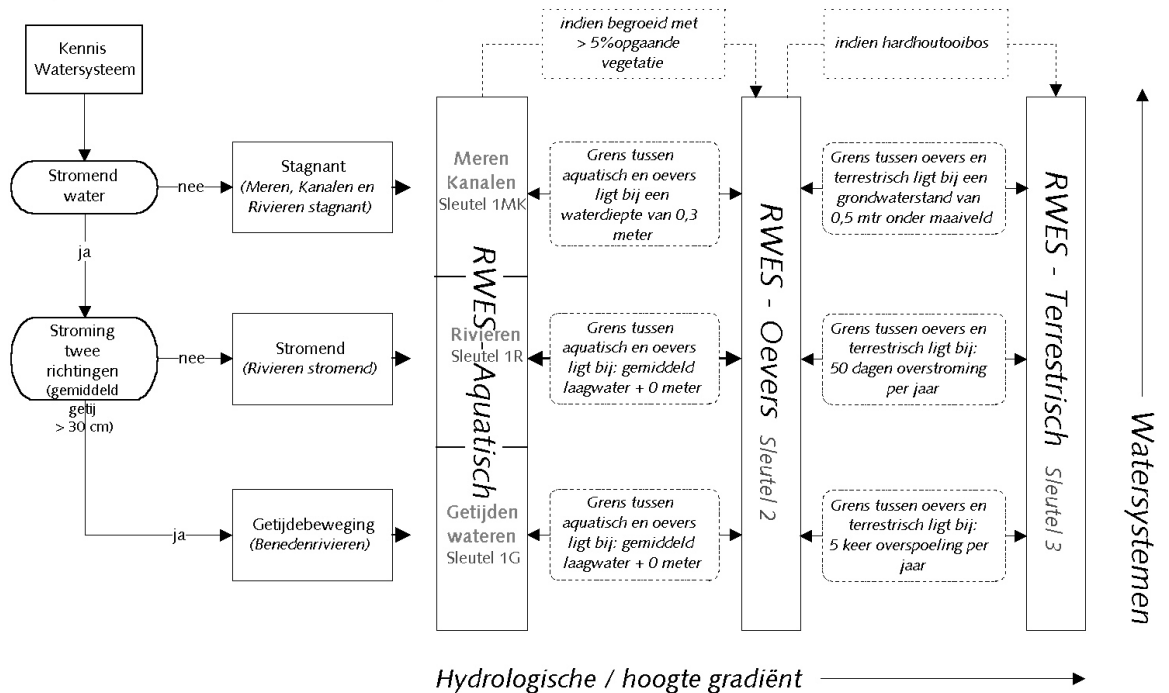 Kennis
Watersysteem
Stromend
water
nee
ja
Stroming
twee
richtingen
(gemiddeld
getij
> 30 cm)
nee
ja
Stagnant
(Meren, Kanalen en
Rivieren stagnant)
Stromend
(Rivieren stromend)
Getijdebeweging
(Benedenrivieren)
Meren
Kanalen
Sleutel 1MK
Rivieren
Sleutel 1R
Getijden
wateren
Sleutel 1G
RWES-Aquatisch
indien begroeid met
> 5%opgaande
vegetatie
Grens tussen
aquatisch en oevers
ligt bij een
waterdiepte van 0,3
meter
Grens tussen
aquatisch en oevers
ligt bij: gemiddeld
laagwater + 0 meter
Grens tussen
aquatisch en oevers
ligt bij: gemiddeld
laagwater + 0 meter
RWES - Oevers Sleutel 2
indien hardhoutooibos
Grens tussen oevers en
terrestrisch ligt bij een
grondwaterstand van
0,5 mtr onder maaiveld
Grens tussen oevers en
terrestrisch ligt bij:
50 dagen overstroming
per jaar
Grens tussen oevers en
terrestrisch ligt bij:
5 keer overspoeling per
jaar
RWES - Terrestrisch Sleutel 3
Watersystemen
Hydrologische / hoogte gradiënt